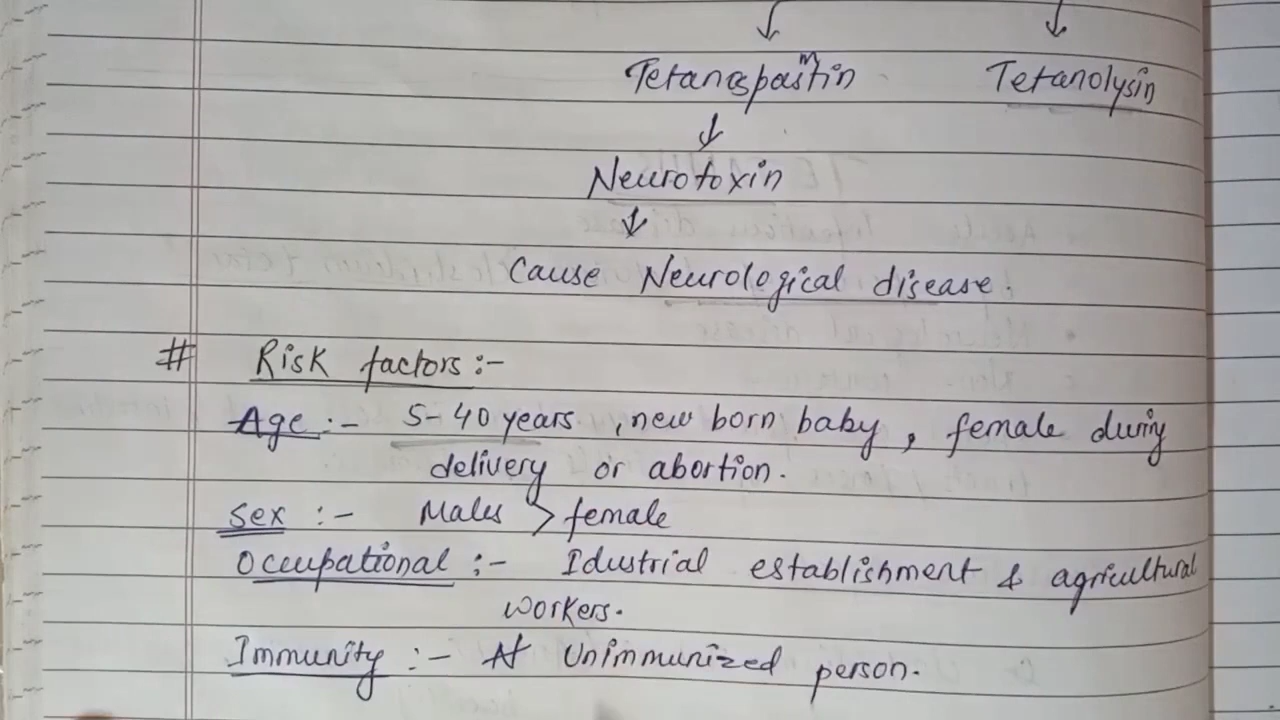 ↓ ↓
Tetanospasmin Tetanolysin
↓
Neurotoxin
↓
Cause Neurological disease.
# Risk factors :-
Age :- 5-40 years , new born baby , female during
delivery or abortion.
Sex :- Males > female
Occupational :- Idustrial establishment & agricultural
workers.
Immunity :- Unimmunized person.